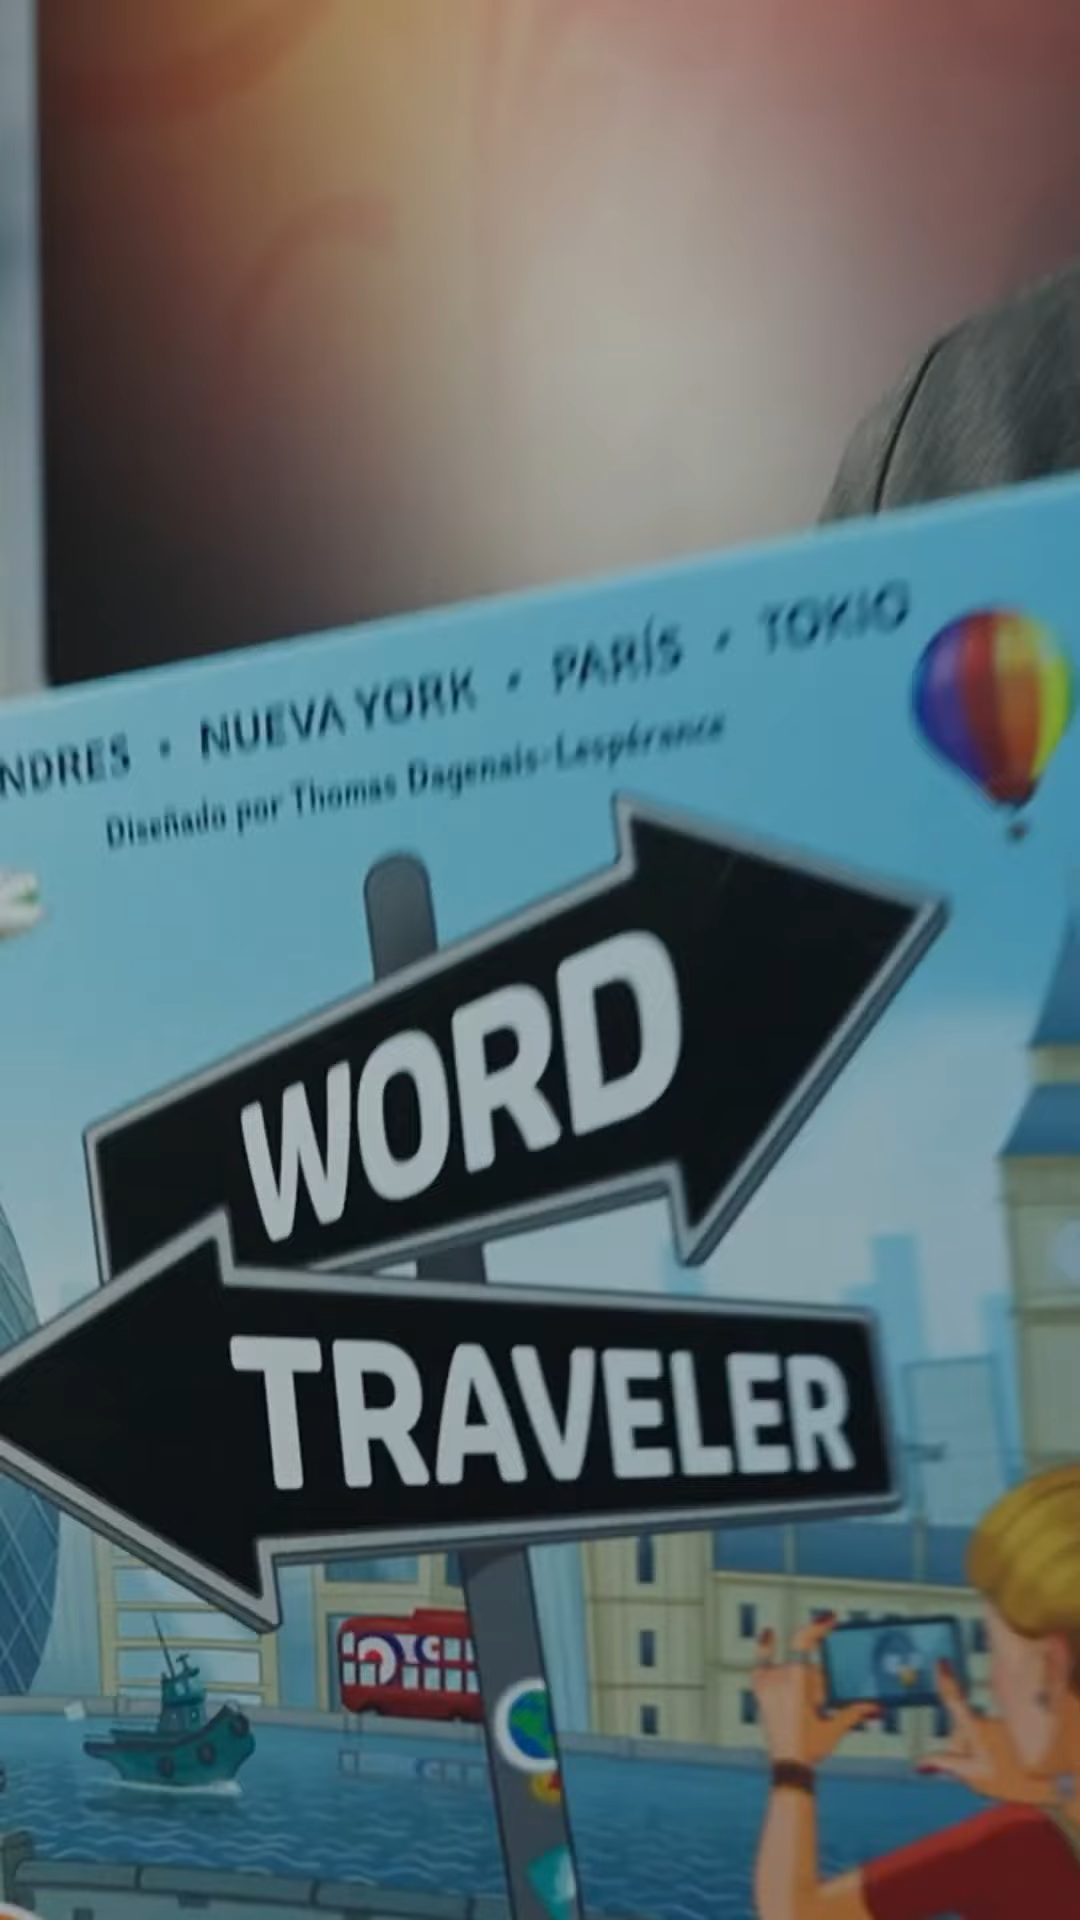 NDRES • NUEVA YORK • PARÍS • TOKIO
Diseñado por Thomas Dagenais-Lespérance
WORD
TRAVELER